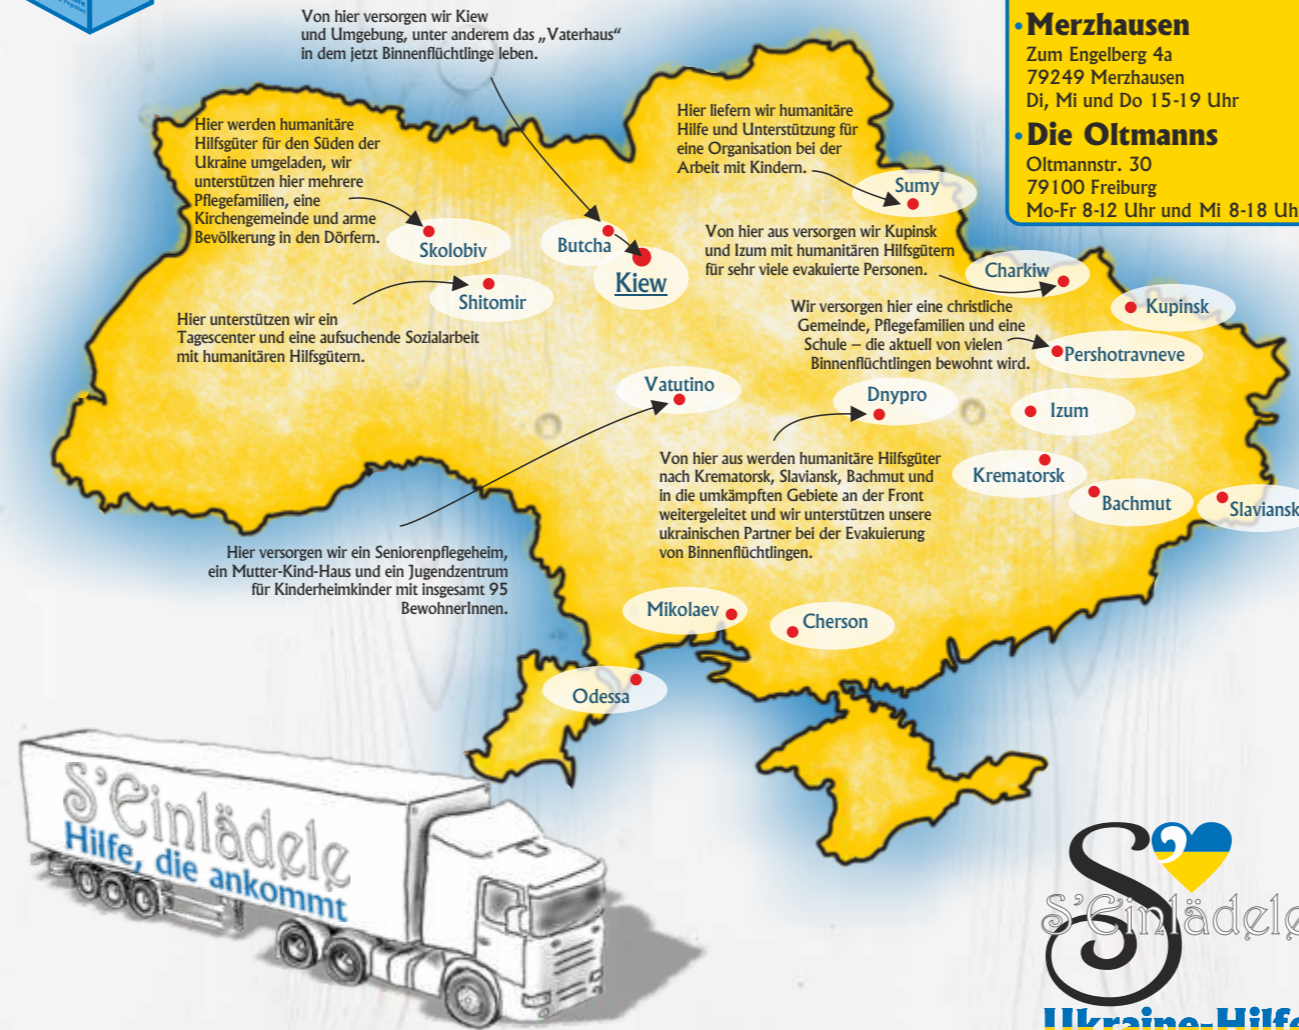 Von hier versorgen wir Kiew
und Umgebung, unter anderem das „Vaterhaus“
in dem jetzt Binnenflüchtlinge leben.
• Merzhausen
Zum Engelberg 4a
79249 Merzhausen
Di, Mi und Do 15-19 Uhr
• Die Oltmanns
Oltmannstr. 30
79100 Freiburg
Mo-Fr 8-12 Uhr und Mi 8-18 Uh
Hier werden humanitäre
Hilfsgüter für den Süden der
Ukraine umgeladen, wir
unterstützen hier mehrere
Pflegefamilien, eine
Kirchengemeinde und arme
Bevölkerung in den Dörfern.
Hier liefern wir humanitäre
Hilfe und Unterstützung für
eine Organisation bei der
Arbeit mit Kindern.
Sumy
Skolobiv
Butcha
Kiew
Von hier aus versorgen wir Kupinsk
und Izum mit humanitären Hilfsgütern
für sehr viele evakuierte Personen.
Charkiw
Shitomir
Kupinsk
Hier unterstützen wir ein
Tagescenter und eine aufsuchende Sozialarbeit
mit humanitären Hilfsgütern.
Wir versorgen hier eine christliche
Gemeinde, Pflegefamilien und eine
Schule – die aktuell von vielen
Binnenflüchtlingen bewohnt wird.
Pershotravneve
Vatutino
Dnypro
Izum
Von hier aus werden humanitäre Hilfsgüter
nach Krematorsk, Slaviansk, Bachmut und
in die umkämpften Gebiete an der Front
weitergeleitet und wir unterstützen unsere
ukrainischen Partner bei der Evakuierung
von Binnenflüchtlingen.
Krematorsk
Bachmut
Slaviansk
Hier versorgen wir ein Seniorenpflegeheim,
ein Mutter-Kind-Haus und ein Jugendzentrum
für Kinderheimkinder mit insgesamt 95
BewohnerInnen.
Mikolaev
Cherson
Odessa
S’Einlädele
Hilfe, die ankommt
S’
S’Einlädele
Ukraine-Hilfe